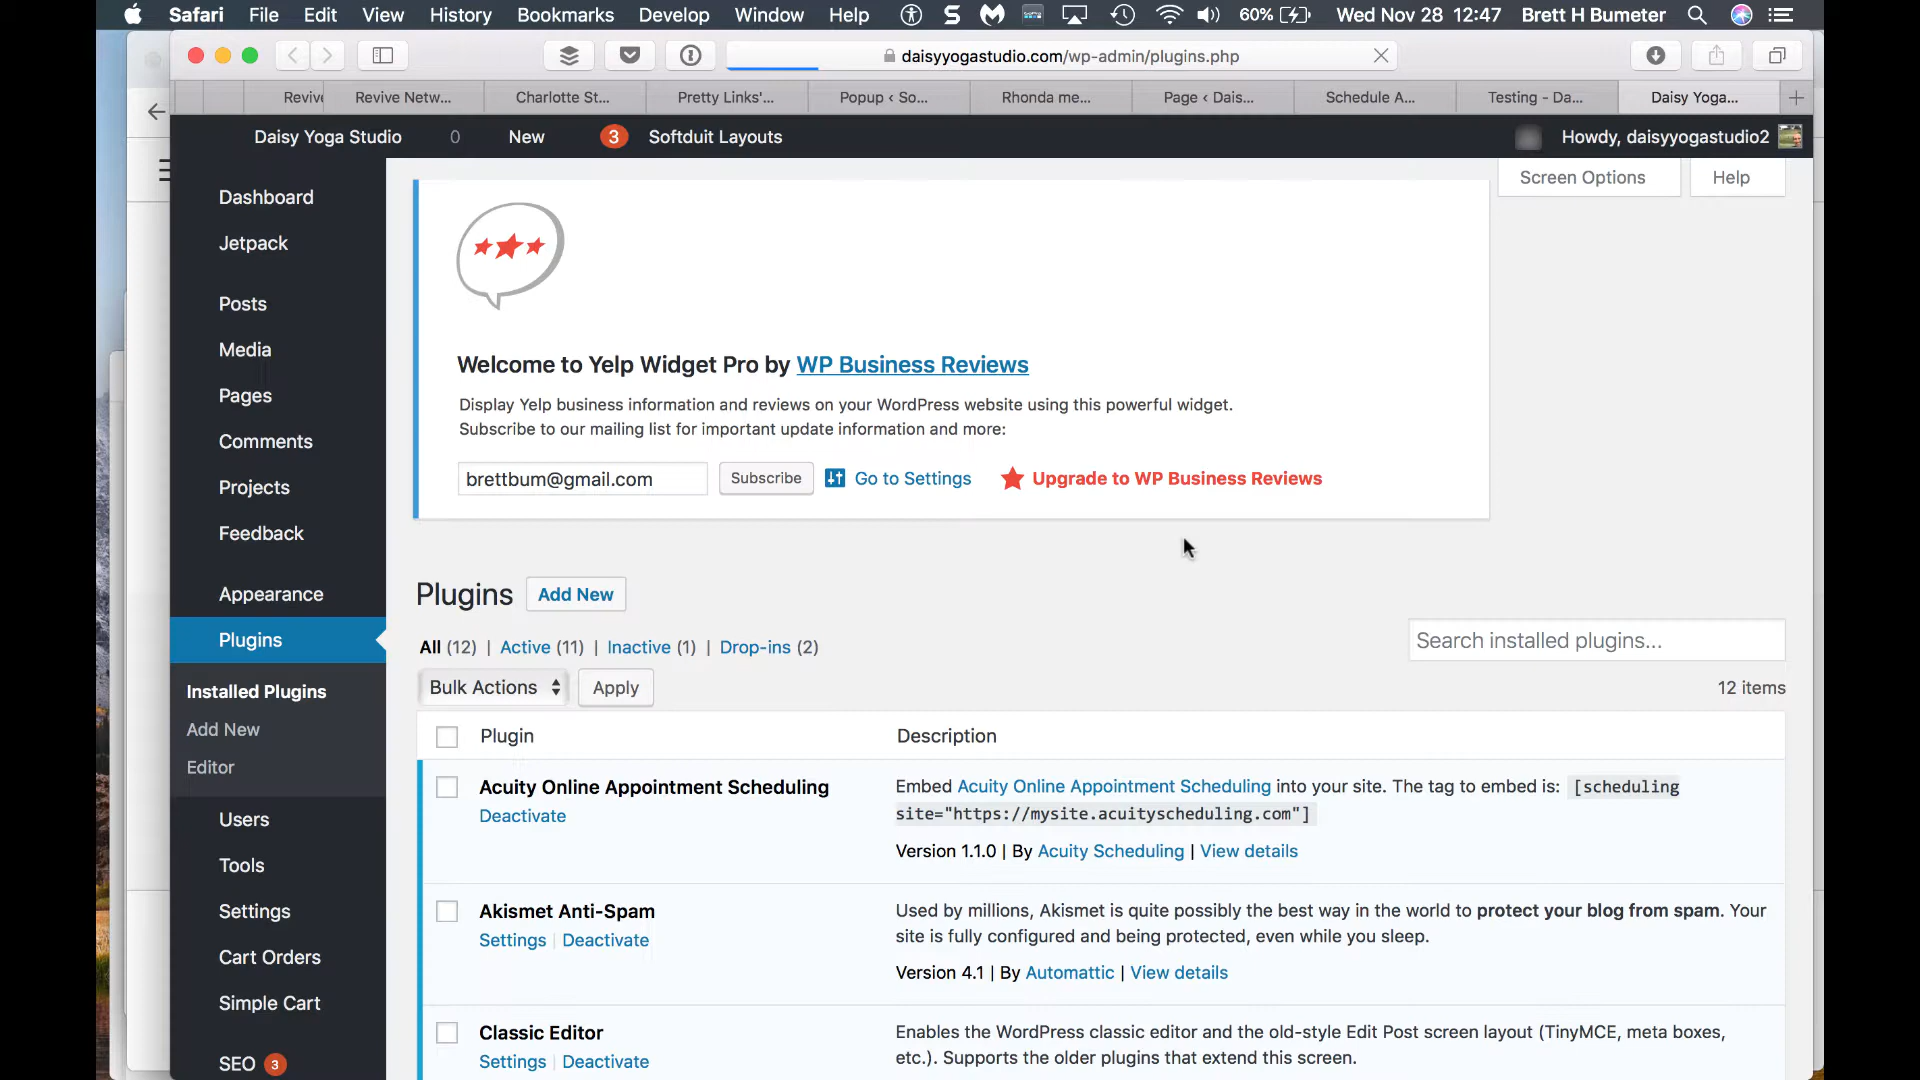 Safari File Edit View History Bookmarks Develop Window Help 60% Wed Nov 28 12:47 Brett H Bumeter
daisyyogastudio.com/wp-admin/plugins.php
Revive Netw... Charlotte St... Pretty Links'... Popup ‹ So... Rhonda me... Page ‹ Dais... Schedule A... Testing - Da... Daisy Yoga...
Daisy Yoga Studio 0 New 3 Softduit Layouts Howdy, daisyyogastudio2
Screen Options Help
Dashboard
Jetpack
Posts
Media
Pages
Comments
Projects
Feedback
Appearance
Plugins
Installed Plugins
Add New
Editor
Users
Tools
Settings
Cart Orders
Simple Cart
SEO 3
Welcome to Yelp Widget Pro by WP Business Reviews
Display Yelp business information and reviews on your WordPress website using this powerful widget.
Subscribe to our mailing list for important update information and more:
brettbum@gmail.com Subscribe Go to Settings Upgrade to WP Business Reviews
Plugins Add New
All (12) | Active (11) | Inactive (1) | Drop-ins (2)
Search installed plugins...
Bulk Actions Apply
12 items
Plugin Description
Acuity Online Appointment Scheduling
Deactivate
Embed Acuity Online Appointment Scheduling into your site. The tag to embed is: [scheduling
site="https://mysite.acuityscheduling.com"]
Version 1.1.0 | By Acuity Scheduling | View details
Akismet Anti-Spam
Settings | Deactivate
Used by millions, Akismet is quite possibly the best way in the world to protect your blog from spam. Your
site is fully configured and being protected, even while you sleep.
Version 4.1 | By Automattic | View details
Classic Editor
Settings | Deactivate
Enables the WordPress classic editor and the old-style Edit Post screen layout (TinyMCE, meta boxes,
etc.). Supports the older plugins that extend this screen.